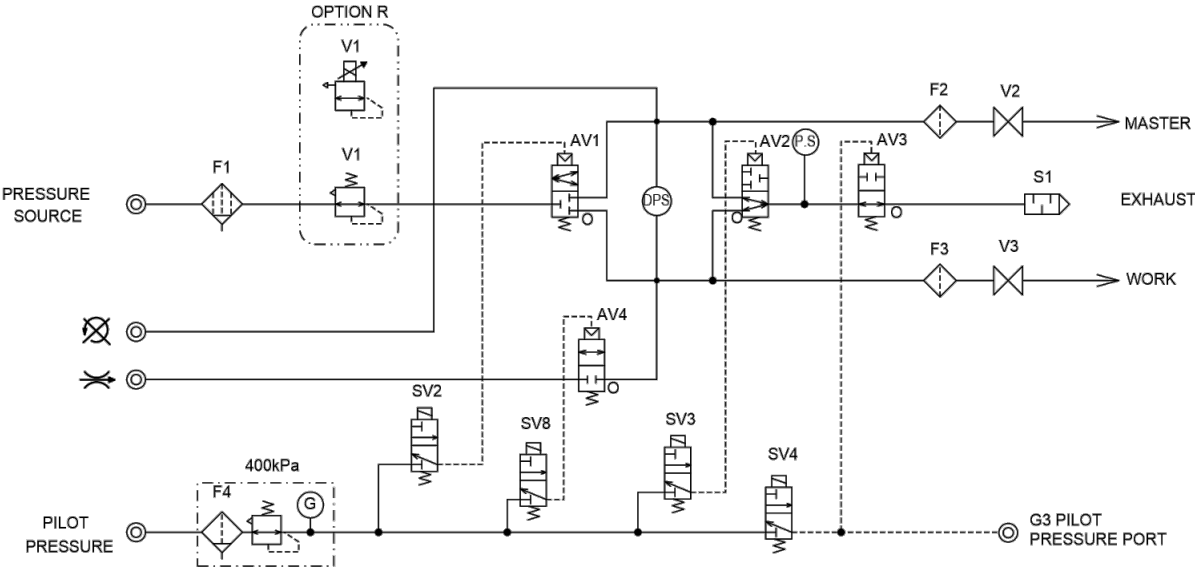 OPTION R
V1
F2
V2
AV1
AV2
P.S
AV3
MASTER
F1
V1
S1
PRESSURE
SOURCE
DPS
EXHAUST
F3
V3
WORK
AV4
SV2
SV8
SV3
SV4
400kPa
F4
G
PILOT
PRESSURE
G3 PILOT
PRESSURE PORT